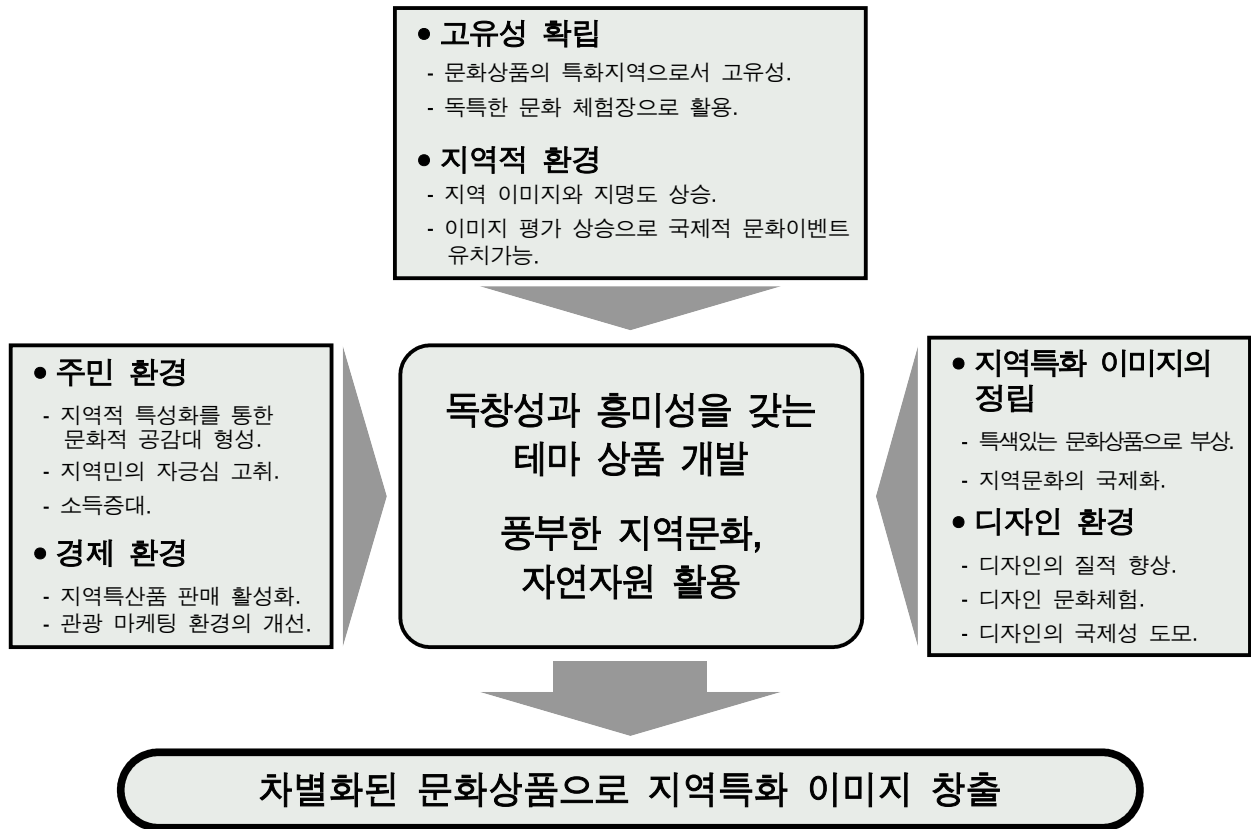 ● 고유성 확립
- 문화상품의 특화지역으로서 고유성.
- 독특한 문화 체험장으로 활용.
● 지역적 환경
- 지역 이미지와 지명도 상승.
- 이미지 평가 상승으로 국제적 문화이벤트
유치가능.
● 주민 환경
- 지역적 특성화를 통한
문화적 공감대 형성.
- 지역민의 자긍심 고취.
- 소득증대.
● 경제 환경
- 지역특산품 판매 활성화.
- 관광 마케팅 환경의 개선.
독창성과 흥미성을 갖는
테마 상품 개발
풍부한 지역문화,
자연자원 활용
● 지역특화 이미지의
정립
- 특색있는 문화상품으로 부상.
- 지역문화의 국제화.
● 디자인 환경
- 디자인의 질적 향상.
- 디자인 문화체험.
- 디자인의 국제성 도모.
차별화된 문화상품으로 지역특화 이미지 창출